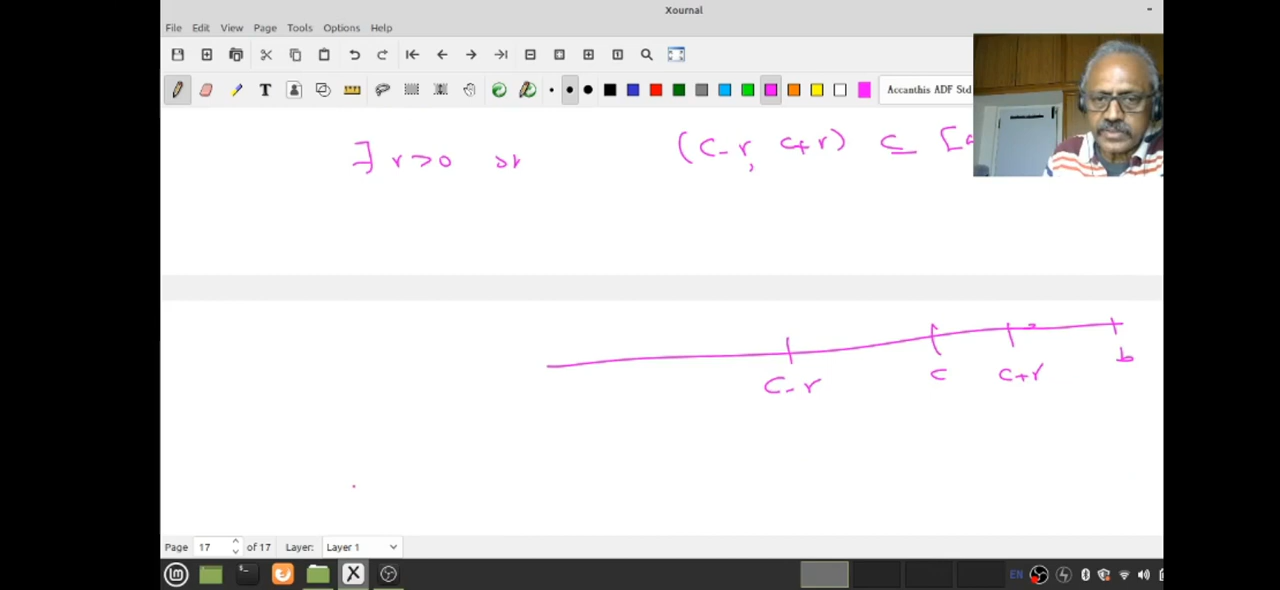 Xournal
File Edit View Page Tools Options Help
T Accanthis ADF Std
∃ r>0 st (c-r, c+r) ⊆ [a
c-r c c+r b
Page 17 of 17 Layer: Layer 1
EN